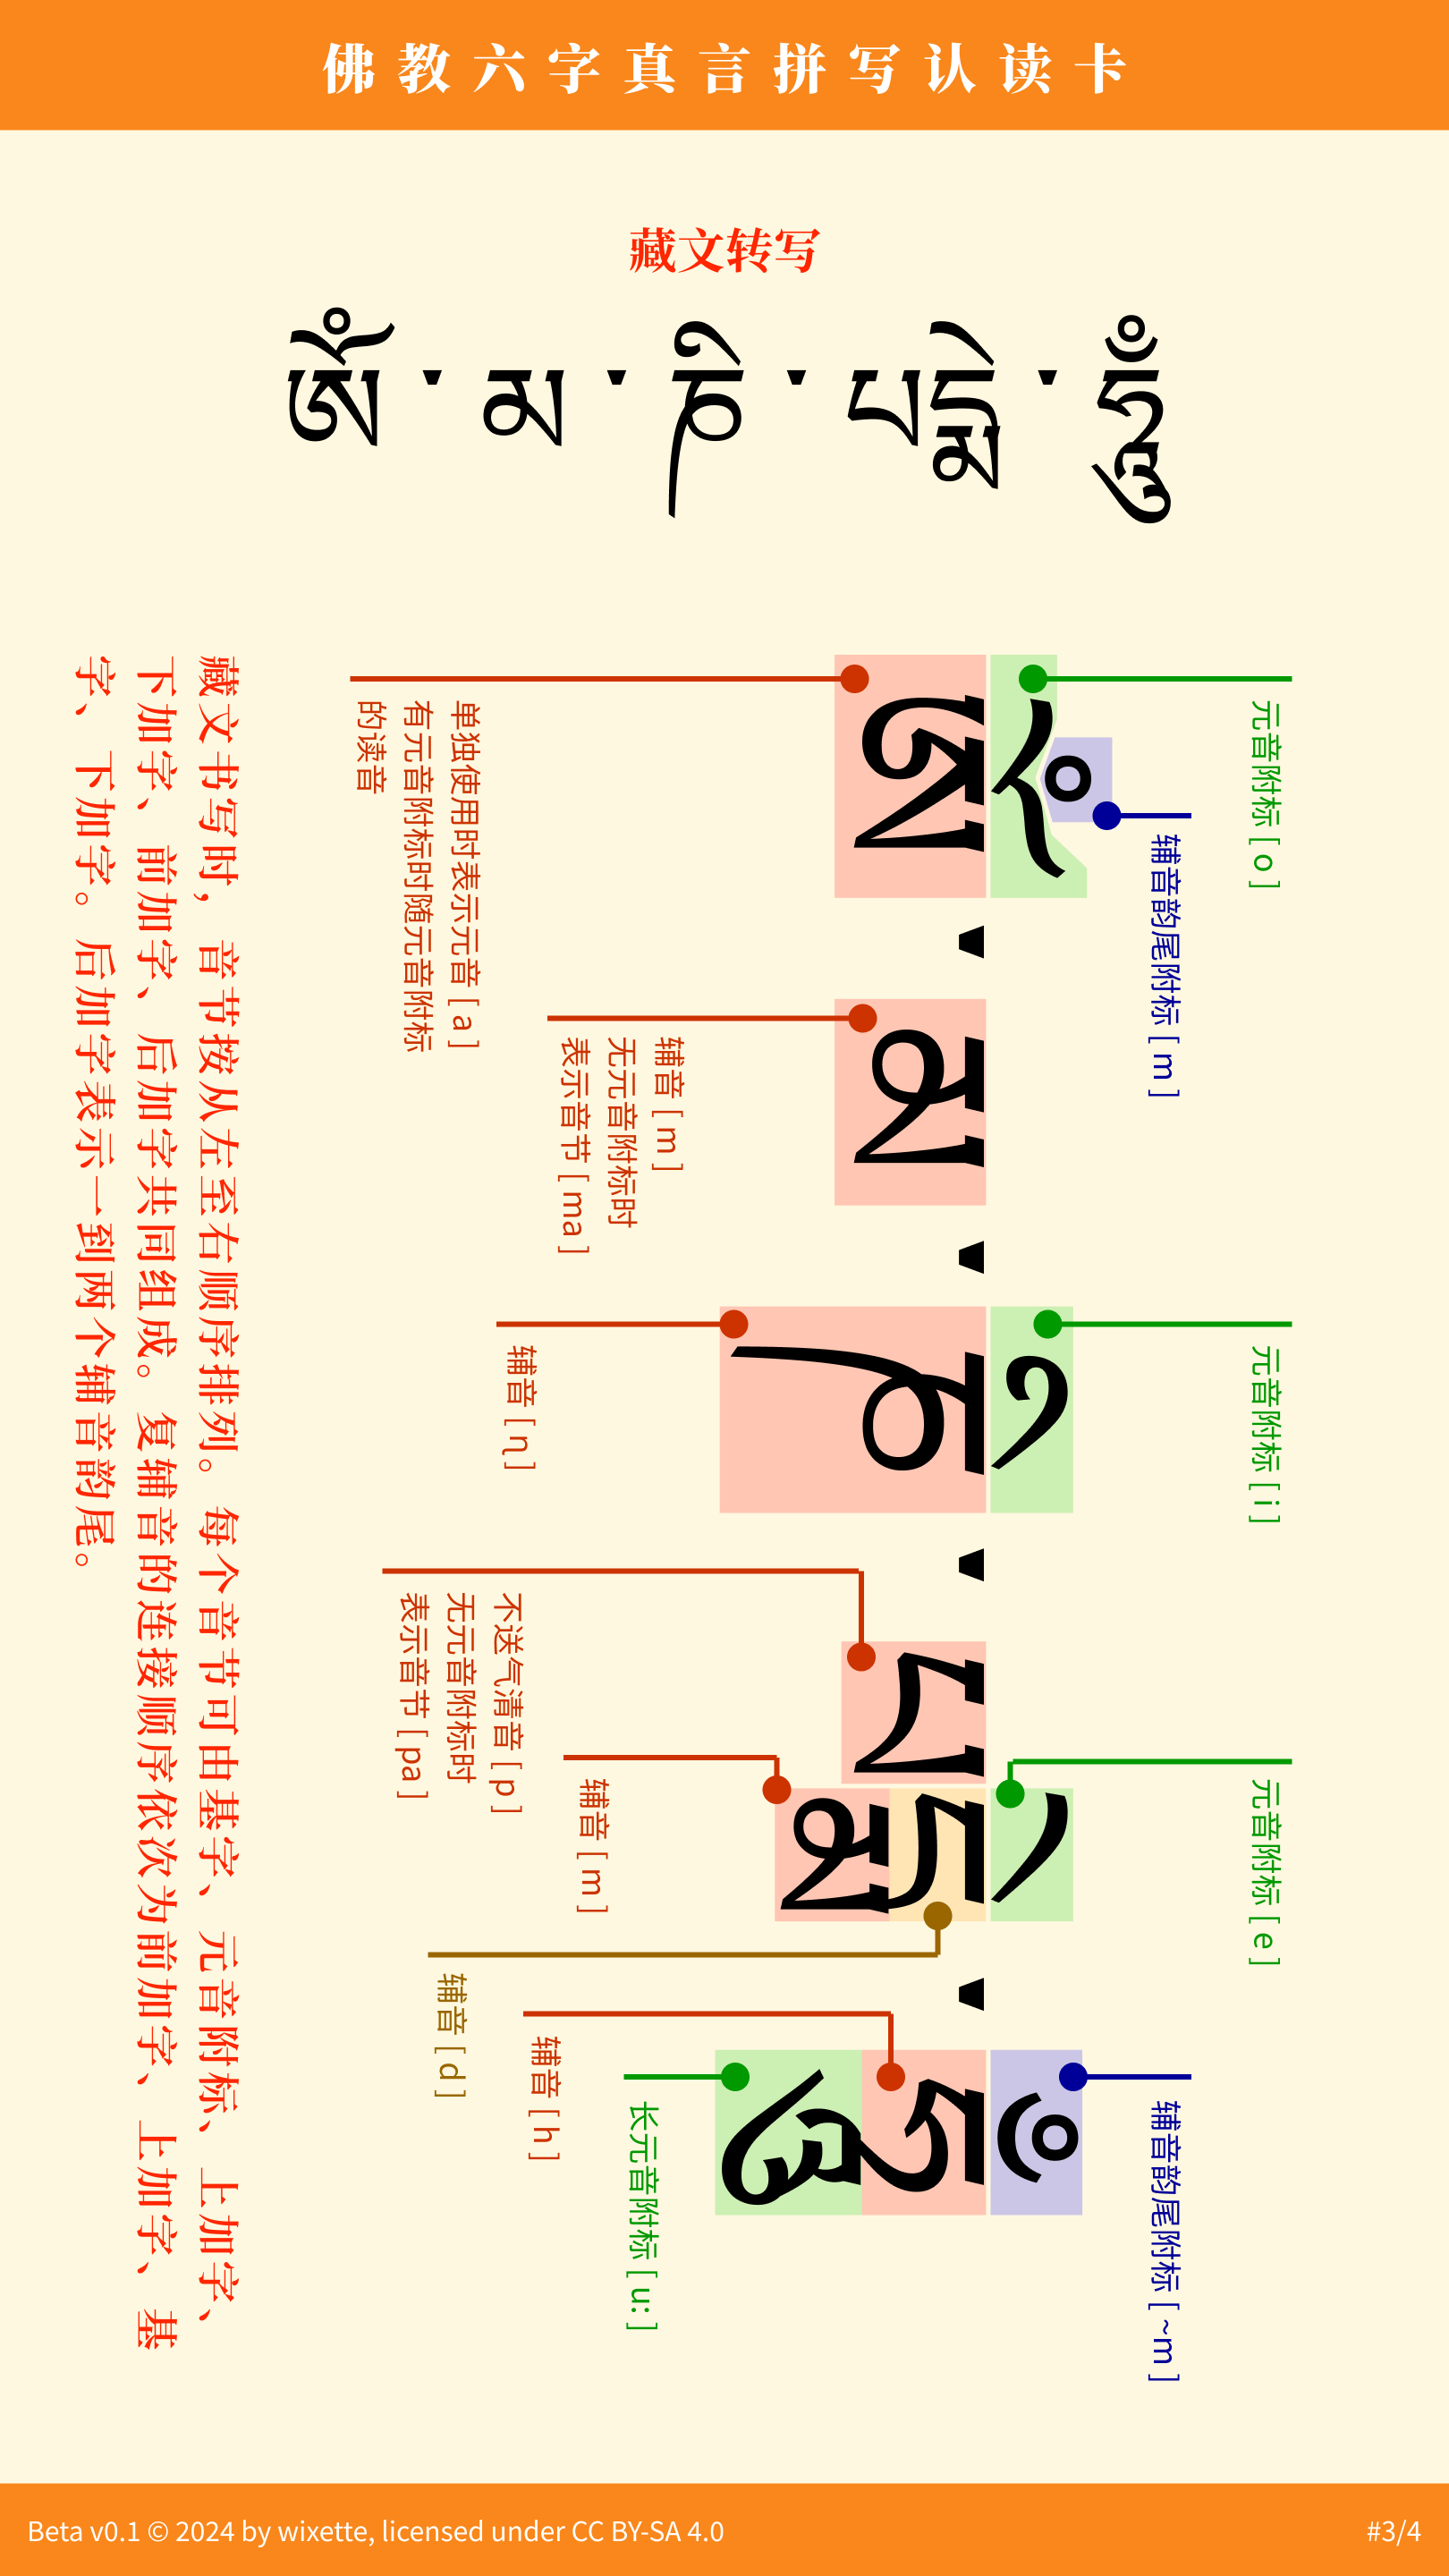 佛教六字真言拼写认读卡
藏文转写
ༀ་མ་ཎི་པདྨེ་ཧཱུྃ
元音附标 [ o ]
辅音韵尾附标 [ m ]
单独使用时表示元音 [ a ]
有元音附标时随元音附标
的读音
辅音 [ m ]
无元音附标时
表示音节 [ ma ]
元音附标 [ i ]
辅音 [ ɳ ]
不送气清音 [ p ]
无元音附标时
表示音节 [ pa ]
元音附标 [ e ]
辅音 [ m ]
辅音 [ d ]
辅音 [ h ]
长元音附标 [ u: ]
辅音韵尾附标 [ ~m ]
ༀ་མ་ཎི་པདྨེ་ཧཱུྃ
藏文书写时，音节按从左至右顺序排列。每个音节可由基字、元音附标、上加字、
下加字、前加字、后加字共同组成。复辅音的连接顺序依次为前加字、上加字、基
字、下加字。后加字表示一到两个辅音韵尾。
Beta v0.1 © 2024 by wixette, licensed under CC BY-SA 4.0
#3/4